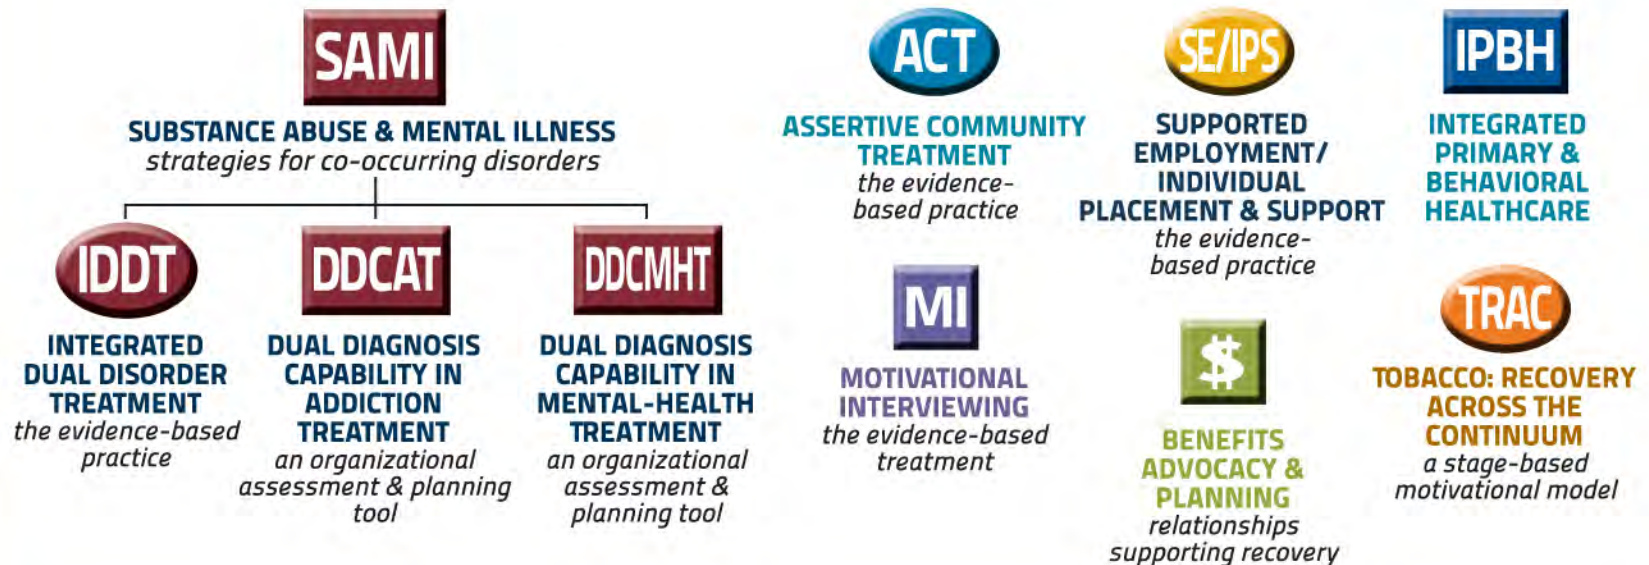 SAMI
SUBSTANCE ABUSE & MENTAL ILLNESS
strategies for co-occurring disorders
IDDT
INTEGRATED
DUAL DISORDER
TREATMENT
the evidence-based
practice
DDCAT
DUAL DIAGNOSIS
CAPABILITY IN
ADDICTION
TREATMENT
an organizational
assessment & planning
tool
DDCMHT
DUAL DIAGNOSIS
CAPABILITY IN
MENTAL-HEALTH
TREATMENT
an organizational
assessment &
planning tool
ACT
ASSERTIVE COMMUNITY
TREATMENT
the evidence-
based practice
SE/IPS
SUPPORTED
EMPLOYMENT/
INDIVIDUAL
PLACEMENT & SUPPORT
the evidence-
based practice
IPBH
INTEGRATED
PRIMARY &
BEHAVIORAL
HEALTHCARE
MI
MOTIVATIONAL
INTERVIEWING
the evidence-based
treatment
$
BENEFITS
ADVOCACY &
PLANNING
relationships
supporting recovery
TRAC
TOBACCO: RECOVERY
ACROSS THE
CONTINUUM
a stage-based
motivational model